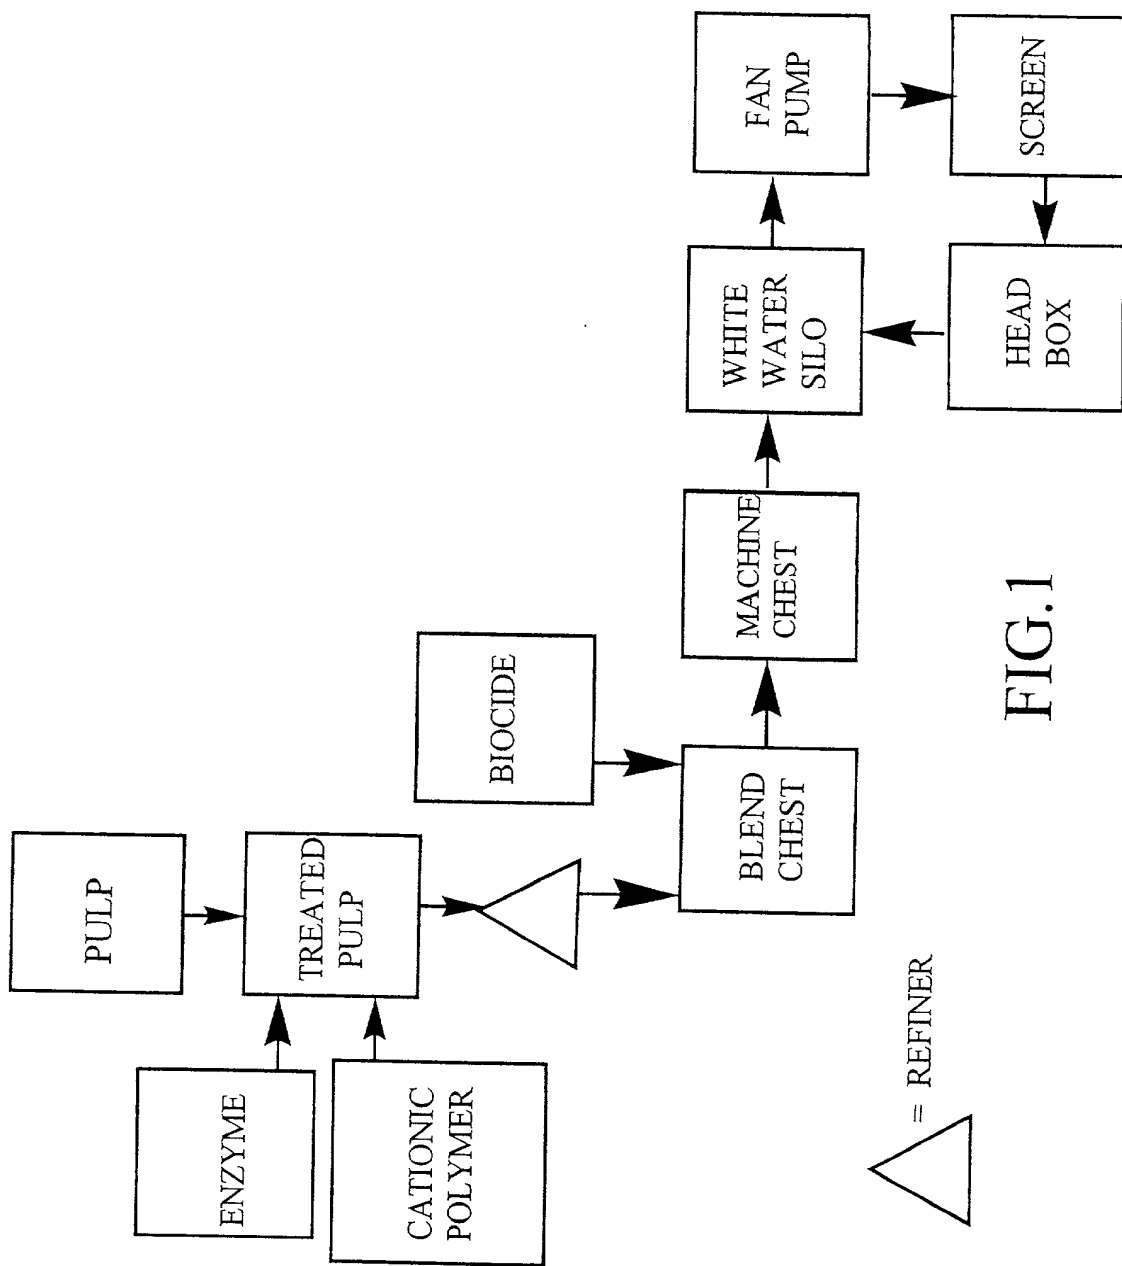 PULP
ENZYME
TREATED
PULP
CATIONIC
POLYMER
BIOCIDE
BLEND
CHEST
MACHINE
CHEST
WHITE
WATER
SILO
FAN
PUMP
HEAD
BOX
SCREEN
= REFINER
FIG.1